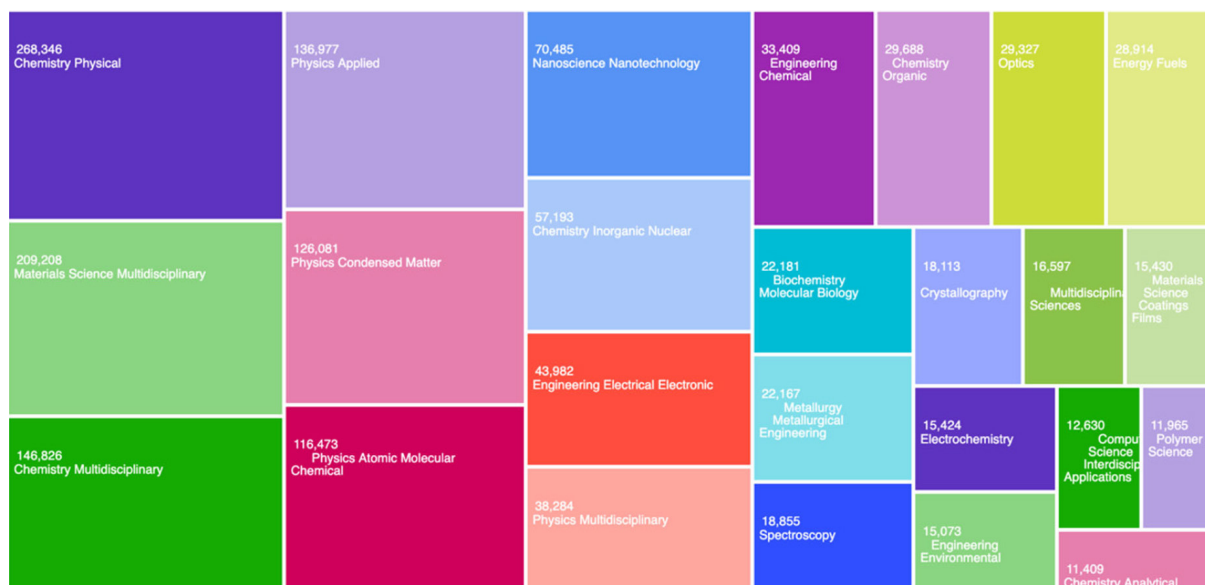 268,346
Chemistry Physical
209,208
Materials Science Multidisciplinary
146,826
Chemistry Multidisciplinary
136,977
Physics Applied
126,081
Physics Condensed Matter
116,473
Physics Atomic Molecular
Chemical
70,485
Nanoscience Nanotechnology
57,193
Chemistry Inorganic Nuclear
43,982
Engineering Electrical Electronic
38,284
Physics Multidisciplinary
33,409
Engineering
Chemical
29,688
Chemistry
Organic
29,327
Optics
28,914
Energy Fuels
22,181
Biochemistry
Molecular Biology
22,167
Metallurgy
Metallurgical
Engineering
18,855
Spectroscopy
18,113
Crystallography
16,597
Multidisciplina
Sciences
15,430
Materials
Science
Coatings
Films
15,424
Electrochemistry
15,073
Engineering
Environmental
12,630
Compu
Science
Interdiscip
Applications
11,965
Polymer
Science
11,409
Chemistry Analytical